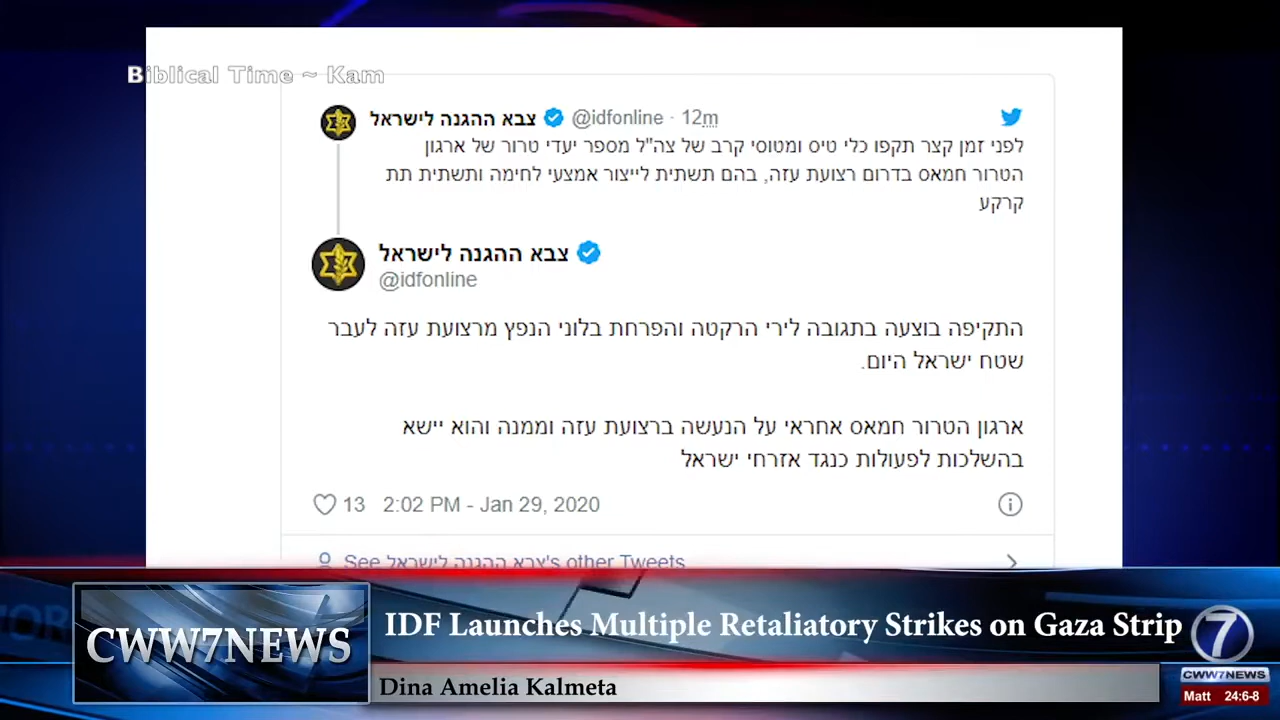 Biblical Time ~ Kam
צבא ההגנה לישראל @idfonline · 12m
לפני זמן קצר תקפו כלי טיס ומטוסי קרב של צה"ל מספר יעדי טרור של ארגון
הטרור חמאס בדרום רצועת עזה, בהם תשתית לייצור אמצעי לחימה ותשתית תת
קרקע
צבא ההגנה לישראל
@idfonline
התקיפה בוצעה בתגובה לירי הרקטה והפרחת בלוני הנפץ מרצועת עזה לעבר
שטח ישראל היום.
ארגון הטרור חמאס אחראי על הנעשה ברצועת עזה וממנה והוא יישא
בהשלכות לפעולות כנגד אזרחי ישראל
13 2:02 PM - Jan 29, 2020
See צבא ההגנה לישראל's other Tweets
IDF Launches Multiple Retaliatory Strikes on Gaza Strip
CWW7NEWS
Dina Amelia Kalmeta
7
CWW7NEWS
Matt 24:6-8